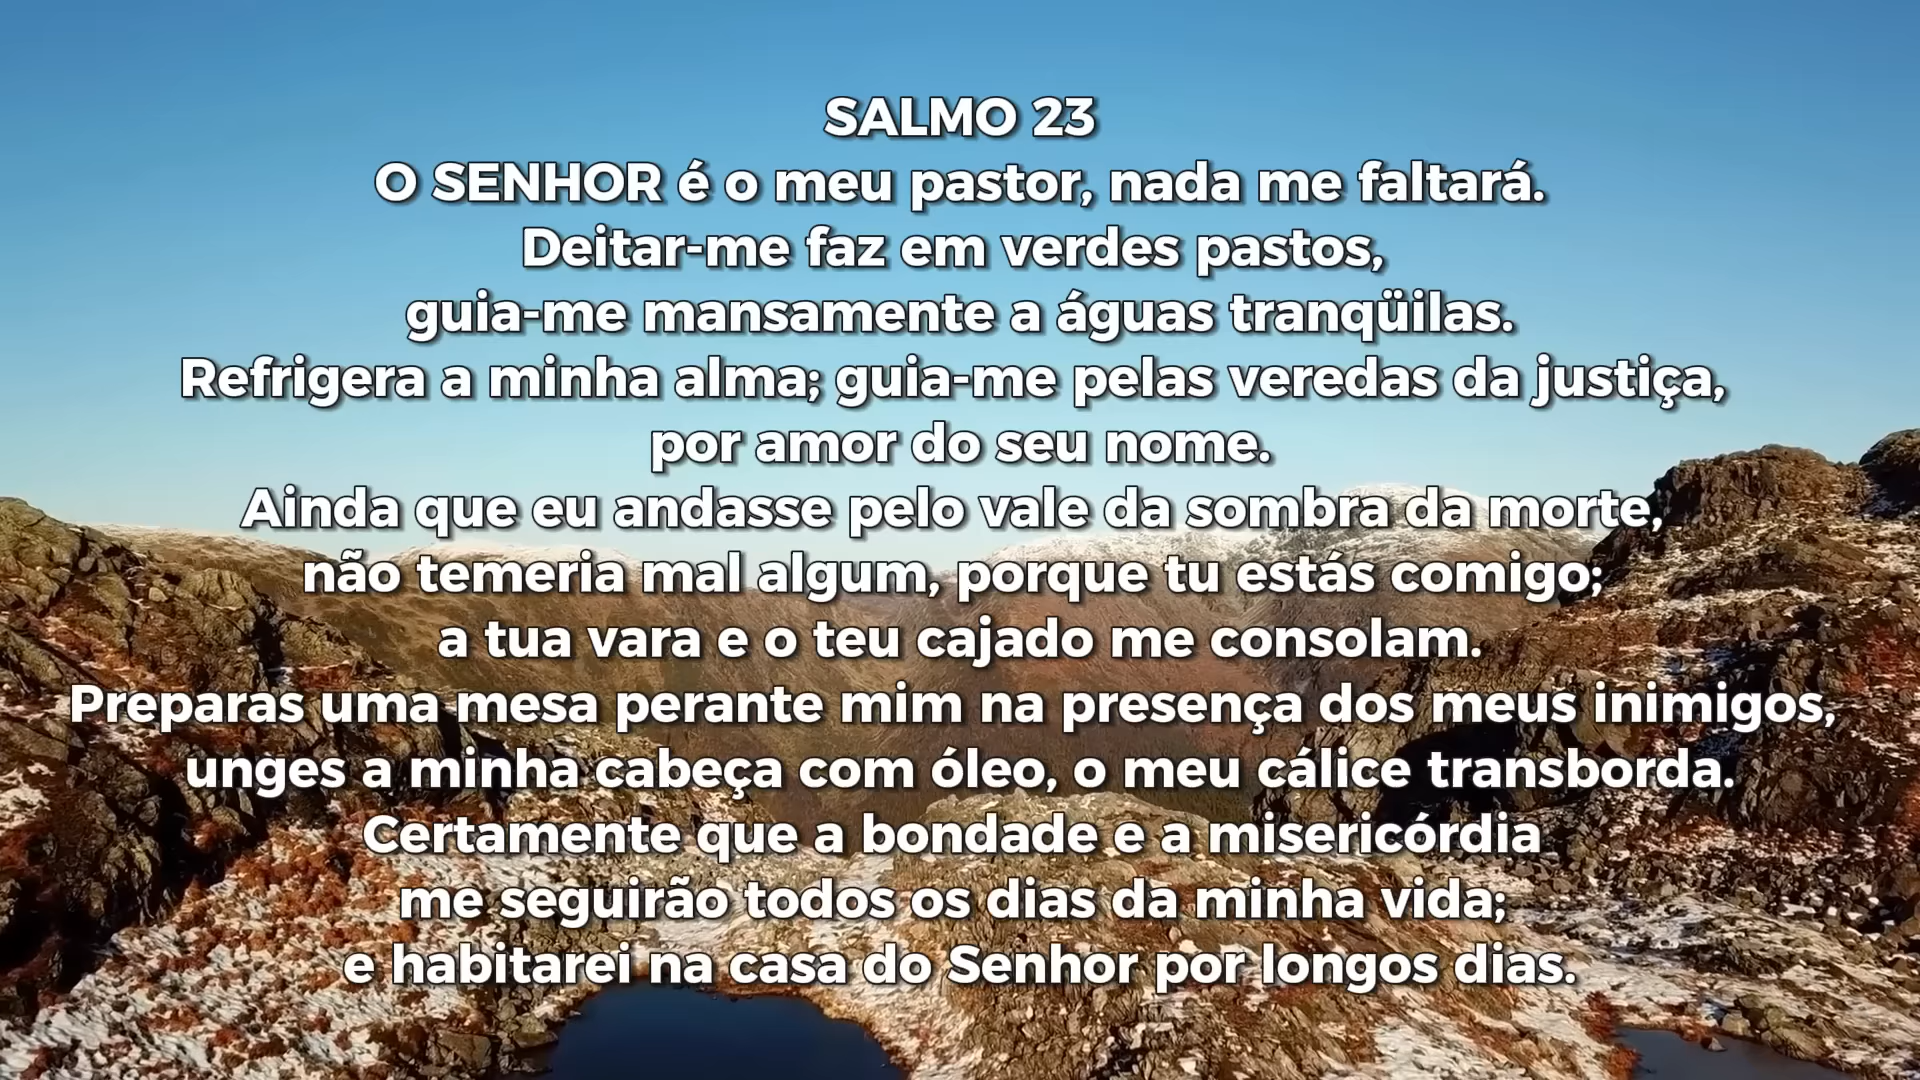 SALMO 23
O SENHOR é o meu pastor, nada me faltará.
Deitar-me faz em verdes pastos,
guia-me mansamente a águas tranqüilas.
Refrigera a minha alma; guia-me pelas veredas da justiça,
por amor do seu nome.
Ainda que eu andasse pelo vale da sombra da morte,
não temeria mal algum, porque tu estás comigo;
a tua vara e o teu cajado me consolam.
Preparas uma mesa perante mim na presença dos meus inimigos,
unges a minha cabeça com óleo, o meu cálice transborda.
Certamente que a bondade e a misericórdia
me seguirão todos os dias da minha vida;
e habitarei na casa do Senhor por longos dias.